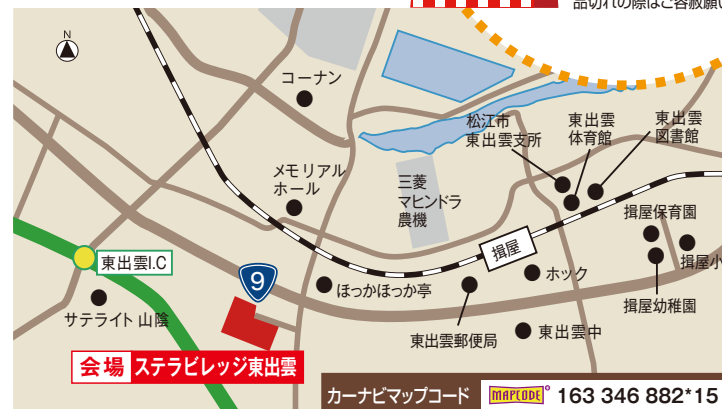 品切れの際はご容赦願い
N
コーナン
松江市
東出雲支所
東出雲
体育館
東出雲
図書館
メモリアル
ホール
三菱
マヒンドラ
農機
揖屋保育園
揖屋
揖屋小
東出雲I.C
9
ほっかほっか亭
ホック
揖屋幼稚園
サテライト 山陰
東出雲郵便局
東出雲中
会場 ステラビレッジ東出雲
カーナビマップコード MAPCODE® 163 346 882*15